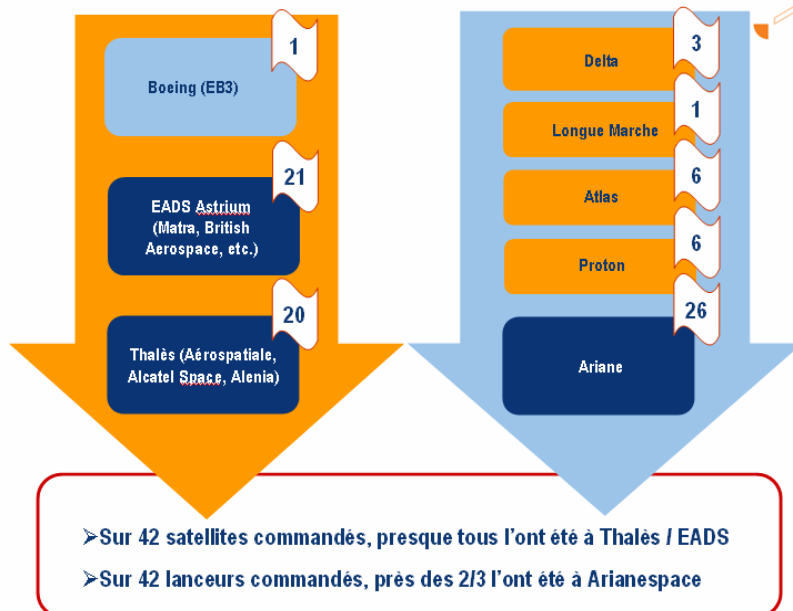 1
Boeing (EB3)
21
EADS Astrium
(Matra, British
Aerospace, etc.)
20
Thalès (Aérospatiale,
Alcatel Space, Alenia)
3
Delta
1
Longue Marche
6
Atlas
6
Proton
26
Ariane
➢Sur 42 satellites commandés, presque tous l’ont été à Thalès / EADS
➢Sur 42 lanceurs commandés, près des 2/3 l’ont été à Arianespace